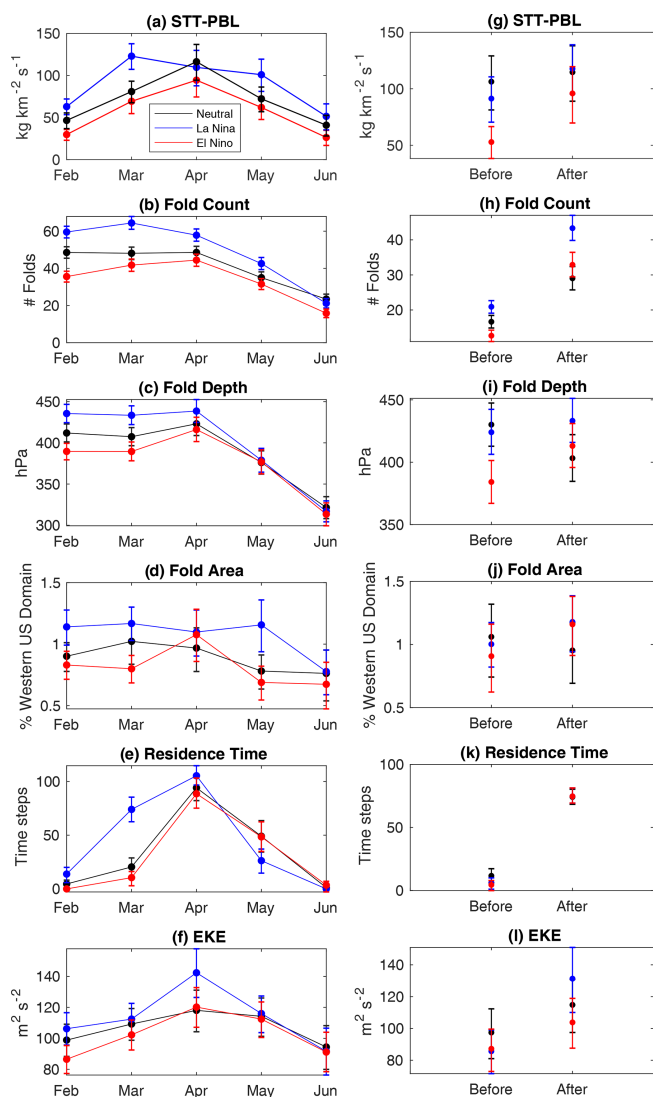 (a) STT-PBL
150
100
50
0
kg km-2 s-1
Neutral
La Nina
El Nino
Feb Mar Apr May Jun
(b) Fold Count
60
40
20
0
# Folds
Feb Mar Apr May Jun
(c) Fold Depth
450
400
350
300
hPa
Feb Mar Apr May Jun
(d) Fold Area
1.5
1
0.5
% Western US Domain
Feb Mar Apr May Jun
(e) Residence Time
100
50
0
Time steps
Feb Mar Apr May Jun
(f) EKE
140
120
100
80
m2 s-2
Feb Mar Apr May Jun
(g) STT-PBL
150
100
50
kg km-2 s-1
Before After
(h) Fold Count
40
30
20
# Folds
Before After
(i) Fold Depth
450
400
350
hPa
Before After
(j) Fold Area
1.5
1
0.5
% Western US Domain
Before After
(k) Residence Time
100
50
0
Time steps
Before After
(l) EKE
140
120
100
80
m2 s-2
Before After